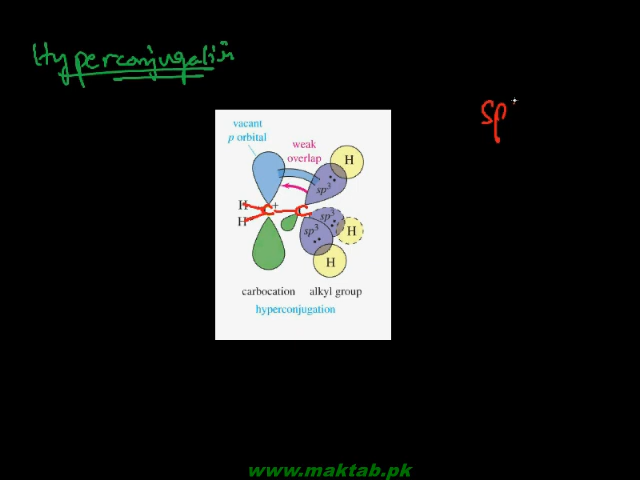 Hyperconjugation
sp
vacant
p orbital
weak
overlap
H
sp3
H C + C
sp3 H
H sp3
H
carbocation alkyl group
hyperconjugation
www.maktab.pk